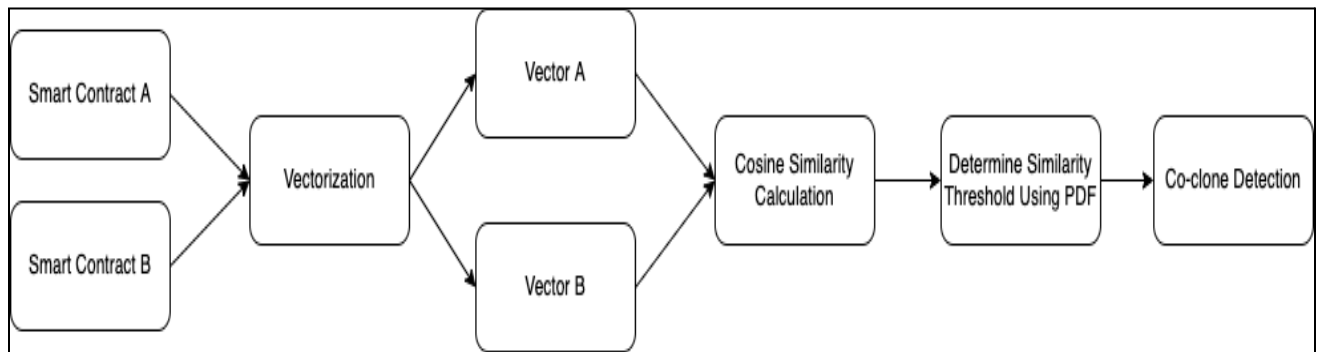 Smart Contract A
Smart Contract B
Vectorization
Vector A
Vector B
Cosine Similarity
Calculation
Determine Similarity
Threshold Using PDF
Co-clone Detection